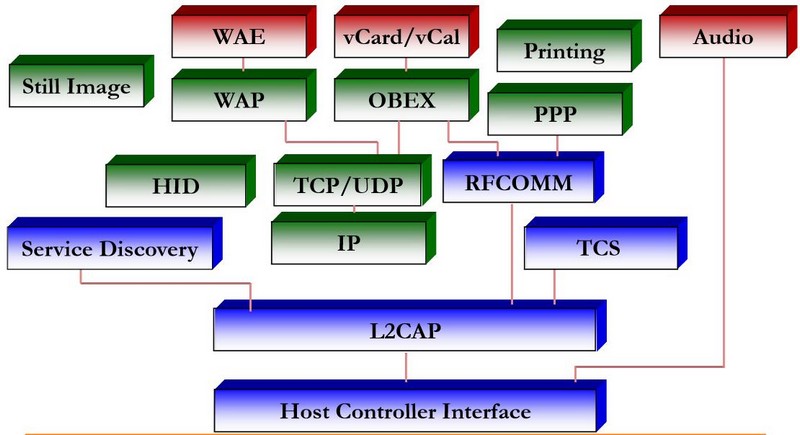 WAE
vCard/vCal
Audio
Printing
Still Image
WAP
OBEX
PPP
HID
TCP/UDP
RFCOMM
Service Discovery
IP
TCS
L2CAP
Host Controller Interface